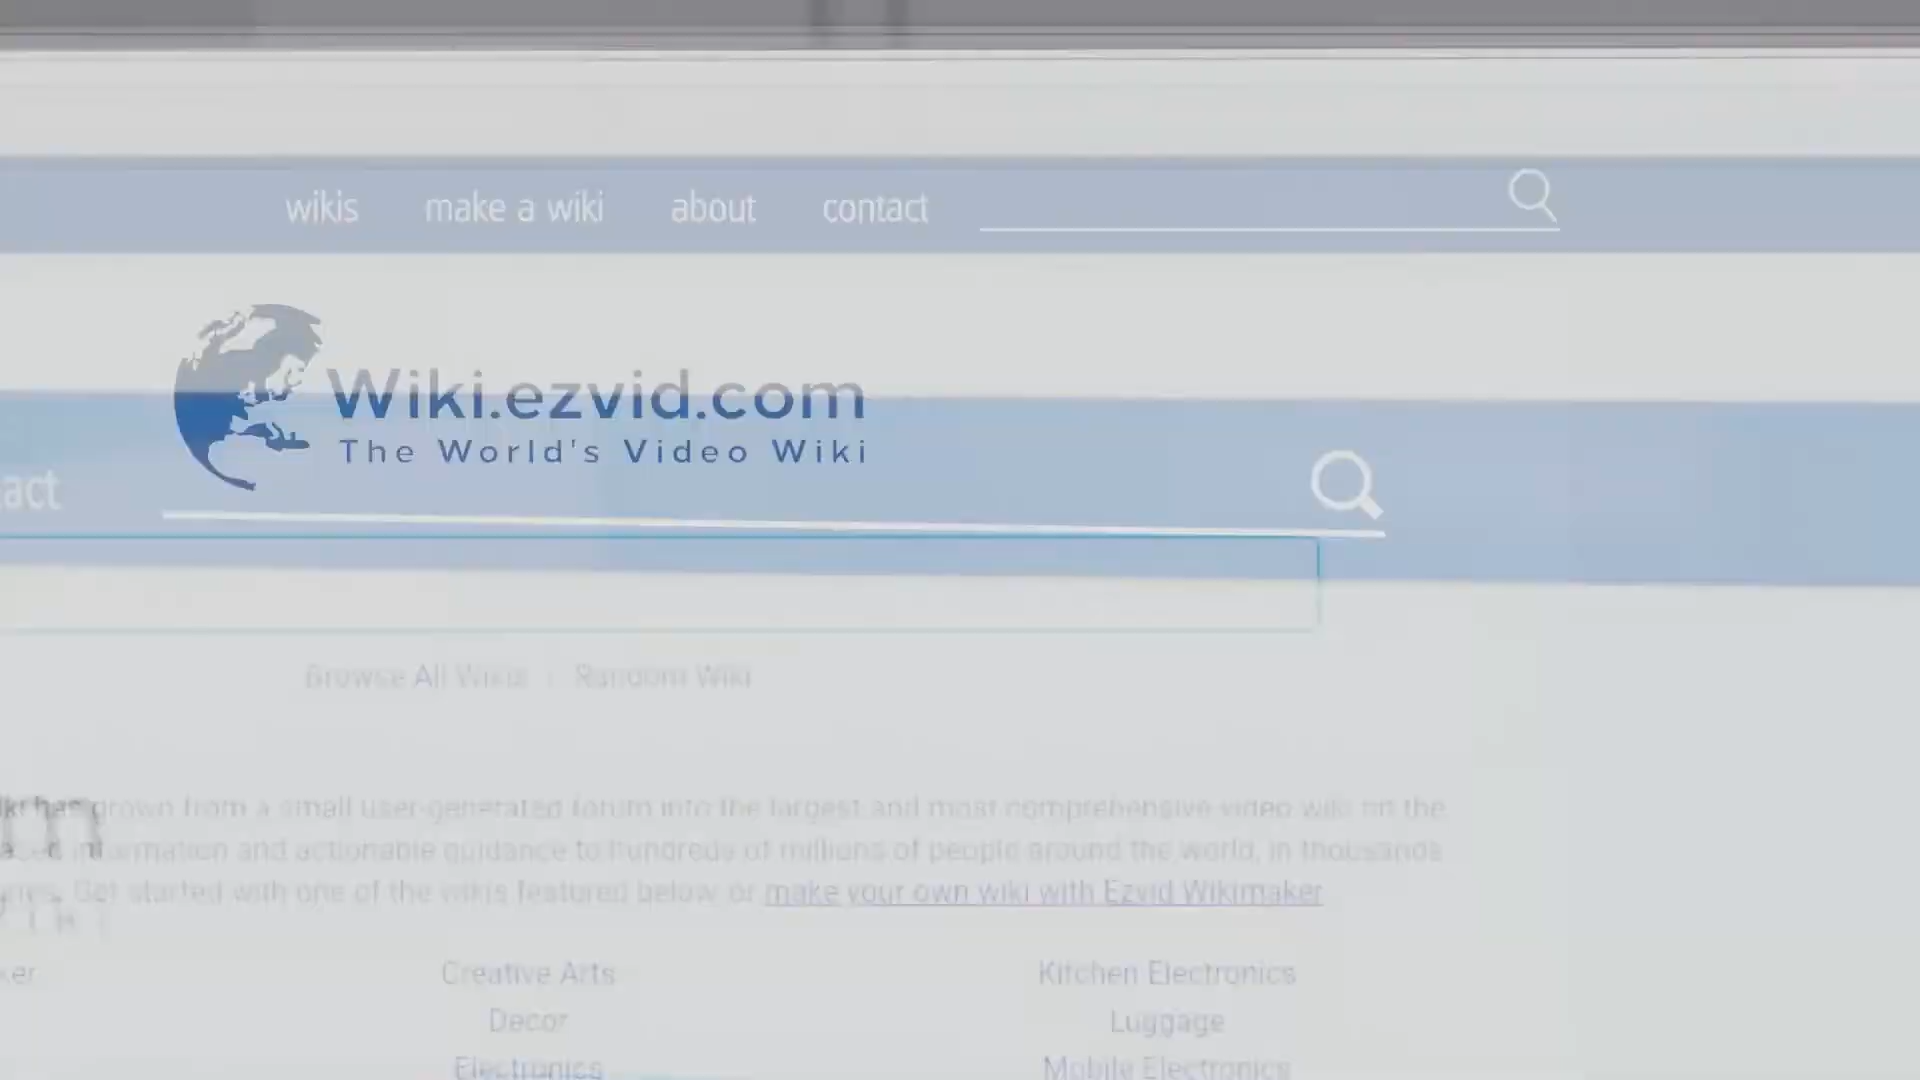 wikis make a wiki about contact
Wiki.ezvid.com
The World's Video Wiki
act
Browse All Wikis Random Wiki
has grown from a small user-generated forum into the largest and most comprehensive video wiki on the
information and actionable guidance to hundreds of millions of people around the world, in thousands
Get started with one of the wikis featured below or make your own wiki with Ezvid Wikimaker
ker
Creative Arts
Kitchen Electronics
Decor
Luggage
Electronics
Mobile Electronics